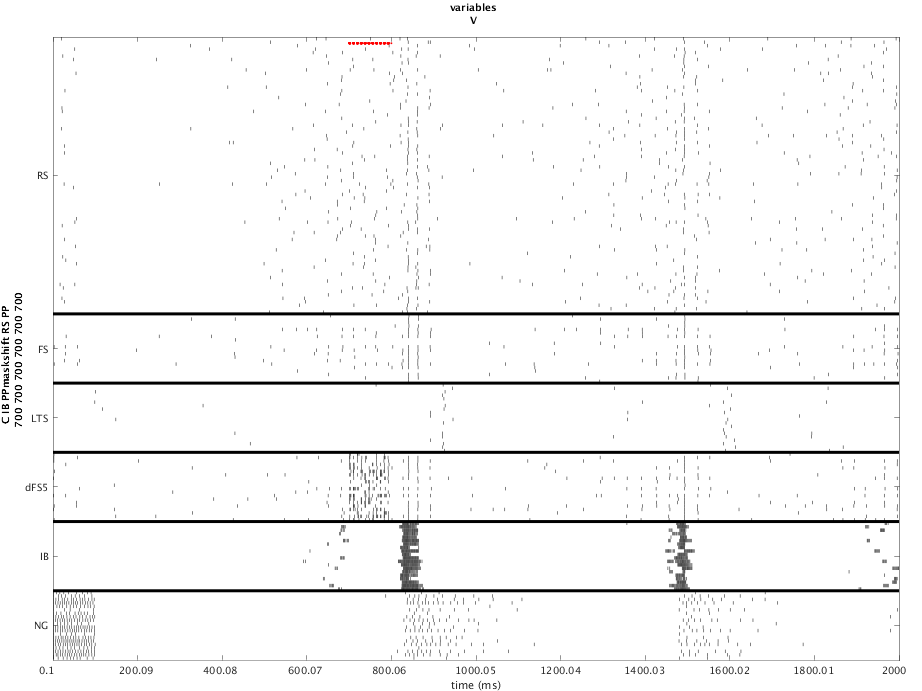 variables
V
RS
FS
LTS
dFS5
IB
NG
C IB PPmaskshift RS PP
700 700 700 700 700 700
0.1 200.09 400.08 600.07 800.06 1000.05 1200.04 1400.03 1600.02 1800.01 2000
time (ms)